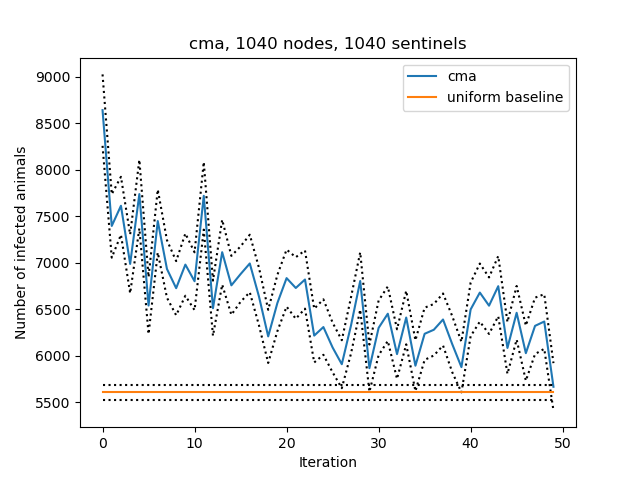 cma, 1040 nodes, 1040 sentinels
cma
uniform baseline
Number of infected animals
9000
8500
8000
7500
7000
6500
6000
5500
0 10 20 30 40 50
Iteration